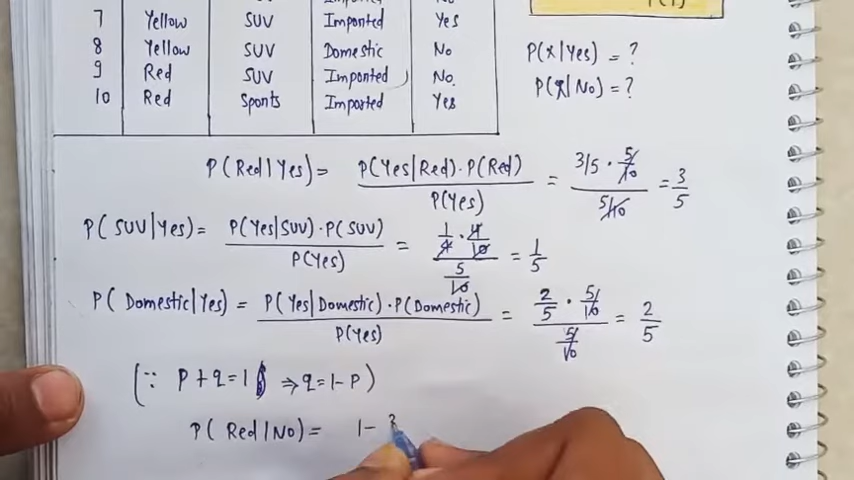 7 Yellow SUV Imported Yes
8 Yellow SUV Domestic No
9 Red SUV Imported No
10 Red Sports Imported Yes
P(X|Yes) = ?
P(X|No) = ?
P(Red|Yes) = P(Yes|Red).P(Red) / P(Yes) = 3/5 · 5/10 / 5/10 = 3/5
P(SUV|Yes) = P(Yes|SUV).P(SUV) / P(Yes) = 1/4 · 4/10 / 5/10 = 1/5
P(Domestic|Yes) = P(Yes|Domestic).P(Domestic) / P(Yes) = 2/5 · 5/10 / 5/10 = 2/5
(∵ P+q=1 ⇒ q=1-P)
P(Red|No) = 1-